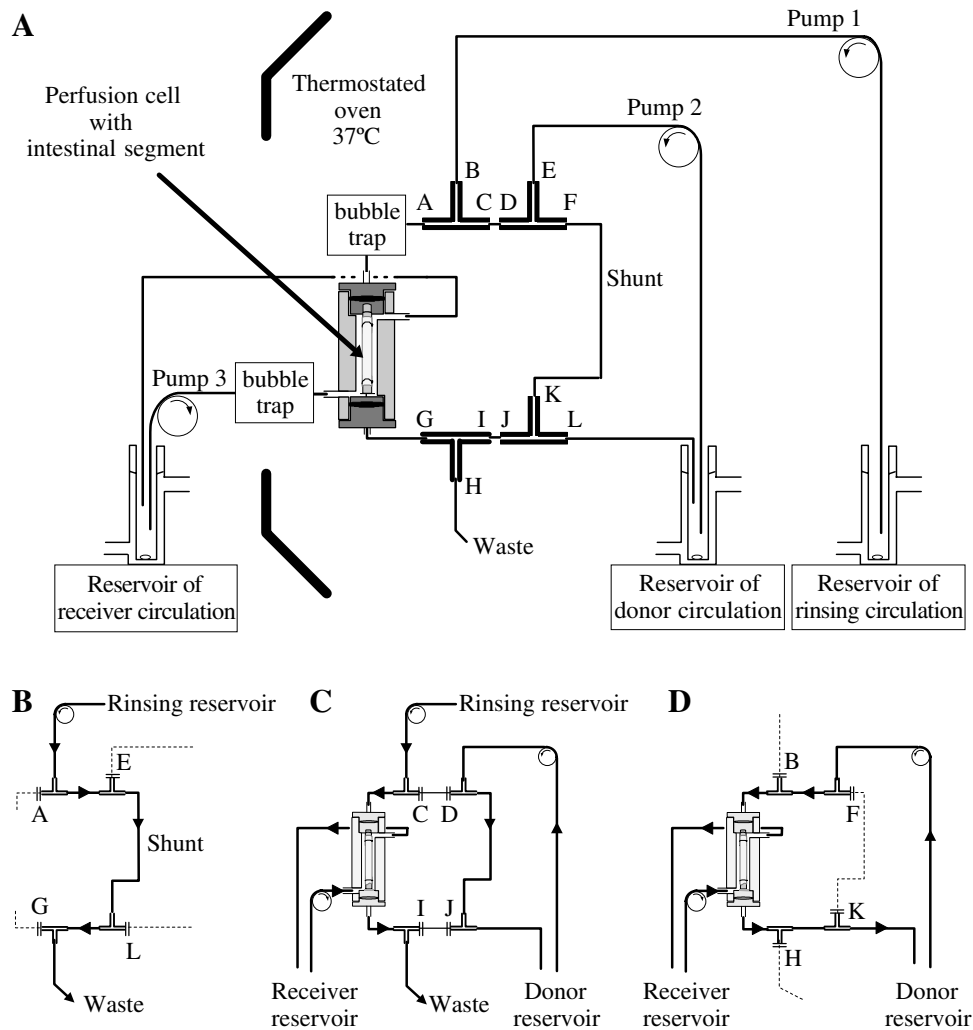 A
Pump 1
Thermostated
oven
37ºC
Perfusion cell
with
intestinal segment
Pump 2
B
E
A
C
D
F
bubble
trap
Shunt
Pump 3
bubble
trap
K
G
I
J
L
H
Waste
Reservoir of
receiver circulation
Reservoir of
donor circulation
Reservoir of
rinsing circulation
B
Rinsing reservoir
E
A
Shunt
G
L
Waste
C
Rinsing reservoir
C
D
I
J
Receiver
reservoir
Waste
Donor
reservoir
D
B
F
K
H
Receiver
reservoir
Donor
reservoir